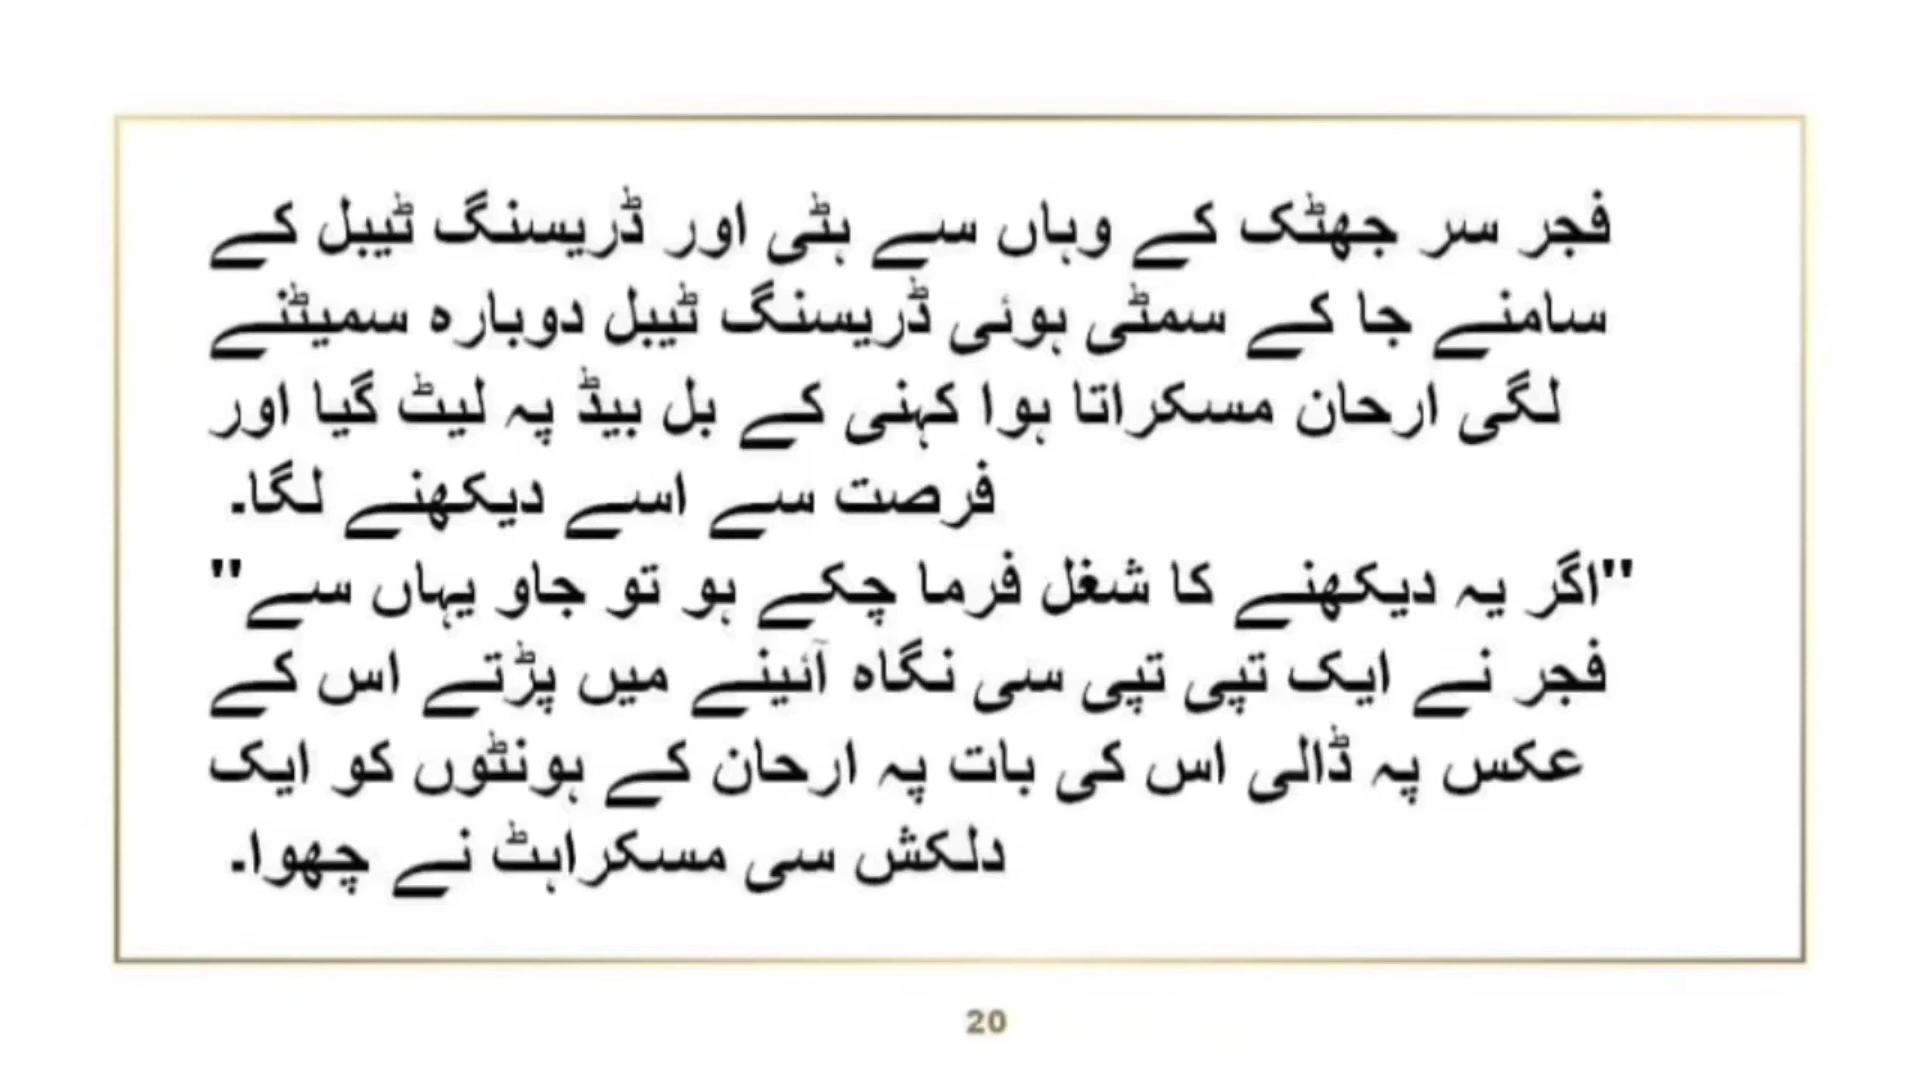 فجر سر جھٹک کے وہاں سے ہٹی اور ڈریسنگ ٹیبل کے
سامنے جا کے سمٹی ہوئی ڈریسنگ ٹیبل دوبارہ سمیٹنے
لگی ارحان مسکراتا ہوا کہنی کے بل بیڈ پہ لیٹ گیا اور
فرصت سے اسے دیکھنے لگا۔
"اگر یہ دیکھنے کا شغل فرما چکے ہو تو جاو یہاں سے"
فجر نے ایک تپی تپی سی نگاہ آئینے میں پڑتے اس کے
عکس پہ ڈالی اس کی بات پہ ارحان کے ہونٹوں کو ایک
دلکش سی مسکراہٹ نے چھوا۔
20